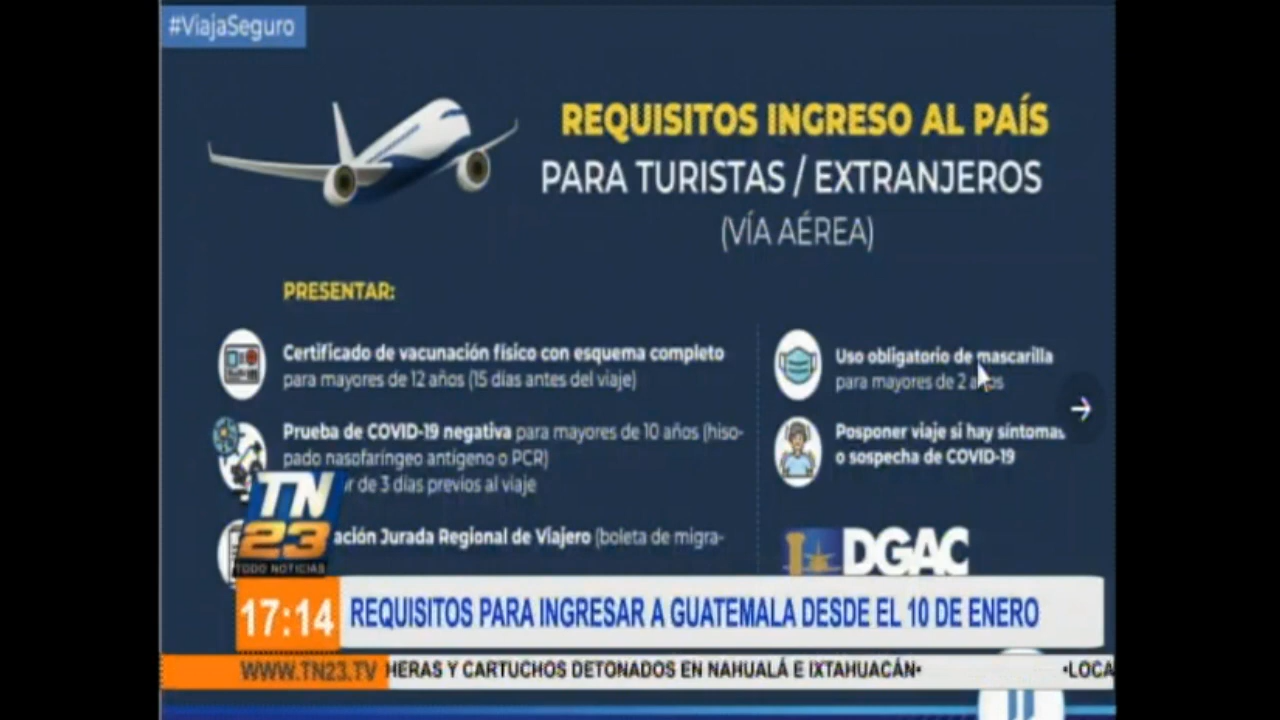 #ViajaSeguro
REQUISITOS INGRESO AL PAÍS
PARA TURISTAS / EXTRANJEROS
(VÍA AÉREA)
PRESENTAR:
Certificado de vacunación físico con esquema completo
para mayores de 12 años (15 días antes del viaje)
Prueba de COVID-19 negativa para mayores de 10 años (hiso-
pado nasofaríngeo antígeno o PCR)
de 3 días previos al viaje
ación Jurada Regional de Viajero (boleta de migra-
Uso obligatorio de mascarilla
para mayores de 2 años
Posponer viaje si hay síntomas
o sospecha de COVID-19
DGAC
TN
23
TODO NOTICIAS
17:14
REQUISITOS PARA INGRESAR A GUATEMALA DESDE EL 10 DE ENERO
WWW.TN23.TV
HERAS Y CARTUCHOS DETONADOS EN NAHUALÁ E IXTAHUACÁN•
•LOCA